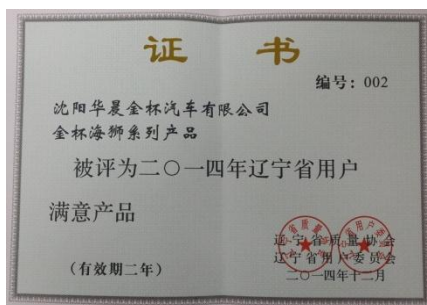 证 书
编号：002
沈阳华晨金杯汽车有限公司
金杯海狮系列产品
被评为二〇一四年辽宁省用户
满意产品
辽宁省质量协会
辽宁省用户委员会
（有效期二年）
二〇一四年十二月